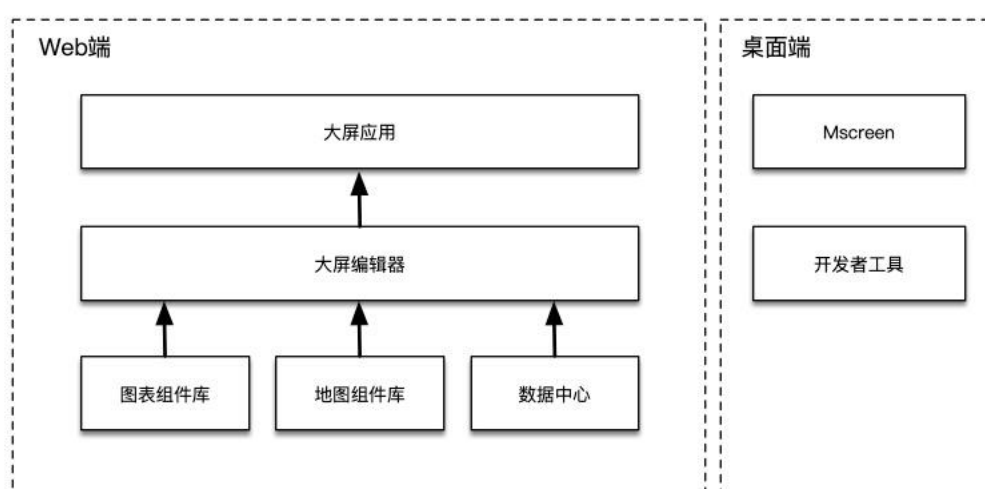 Web端
大屏应用
大屏编辑器
图表组件库
地图组件库
数据中心
桌面端
Mscreen
开发者工具